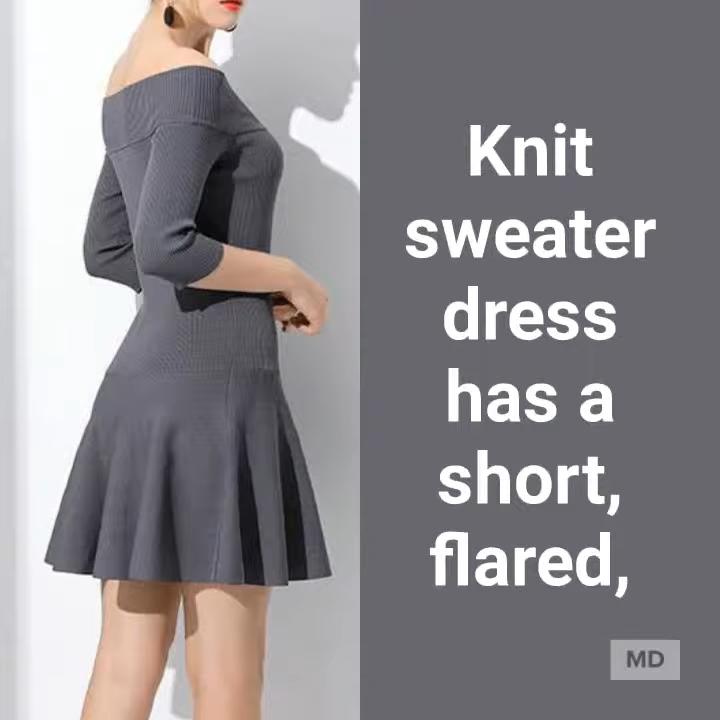 Knit
sweater
dress
has a
short,
flared,
MD